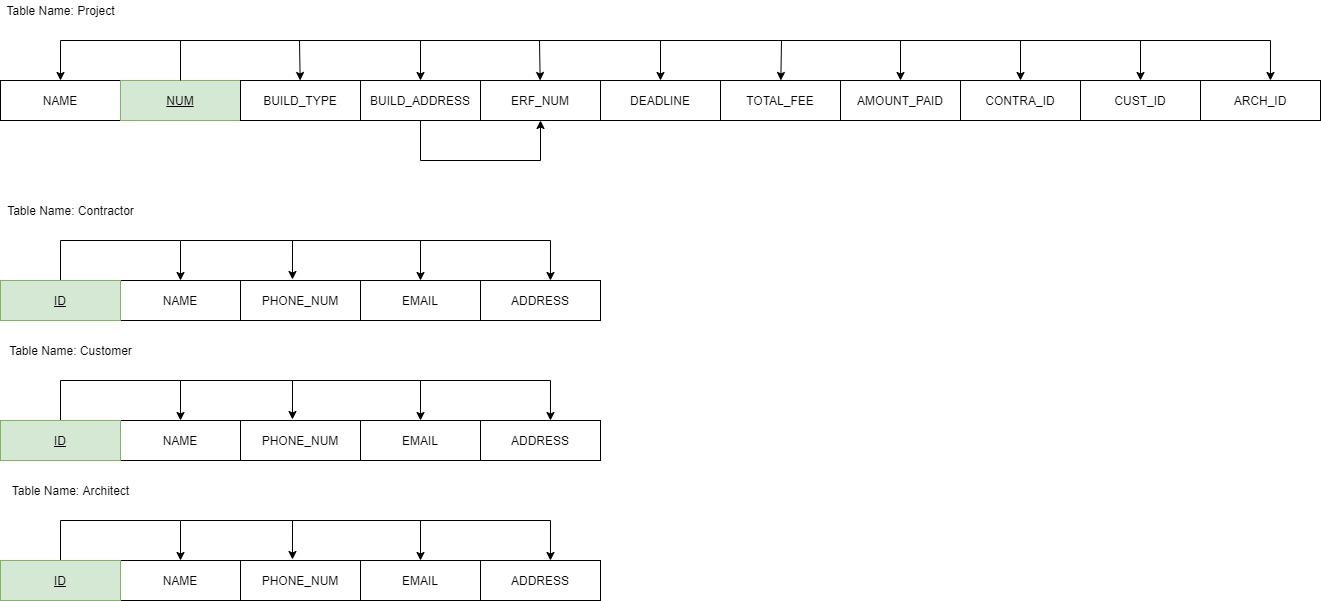 Table Name: Project
NAME NUM BUILD_TYPE BUILD_ADDRESS ERF_NUM DEADLINE TOTAL_FEE AMOUNT_PAID CONTRA_ID CUST_ID ARCH_ID
Table Name: Contractor
ID NAME PHONE_NUM EMAIL ADDRESS
Table Name: Customer
ID NAME PHONE_NUM EMAIL ADDRESS
Table Name: Architect
ID NAME PHONE_NUM EMAIL ADDRESS